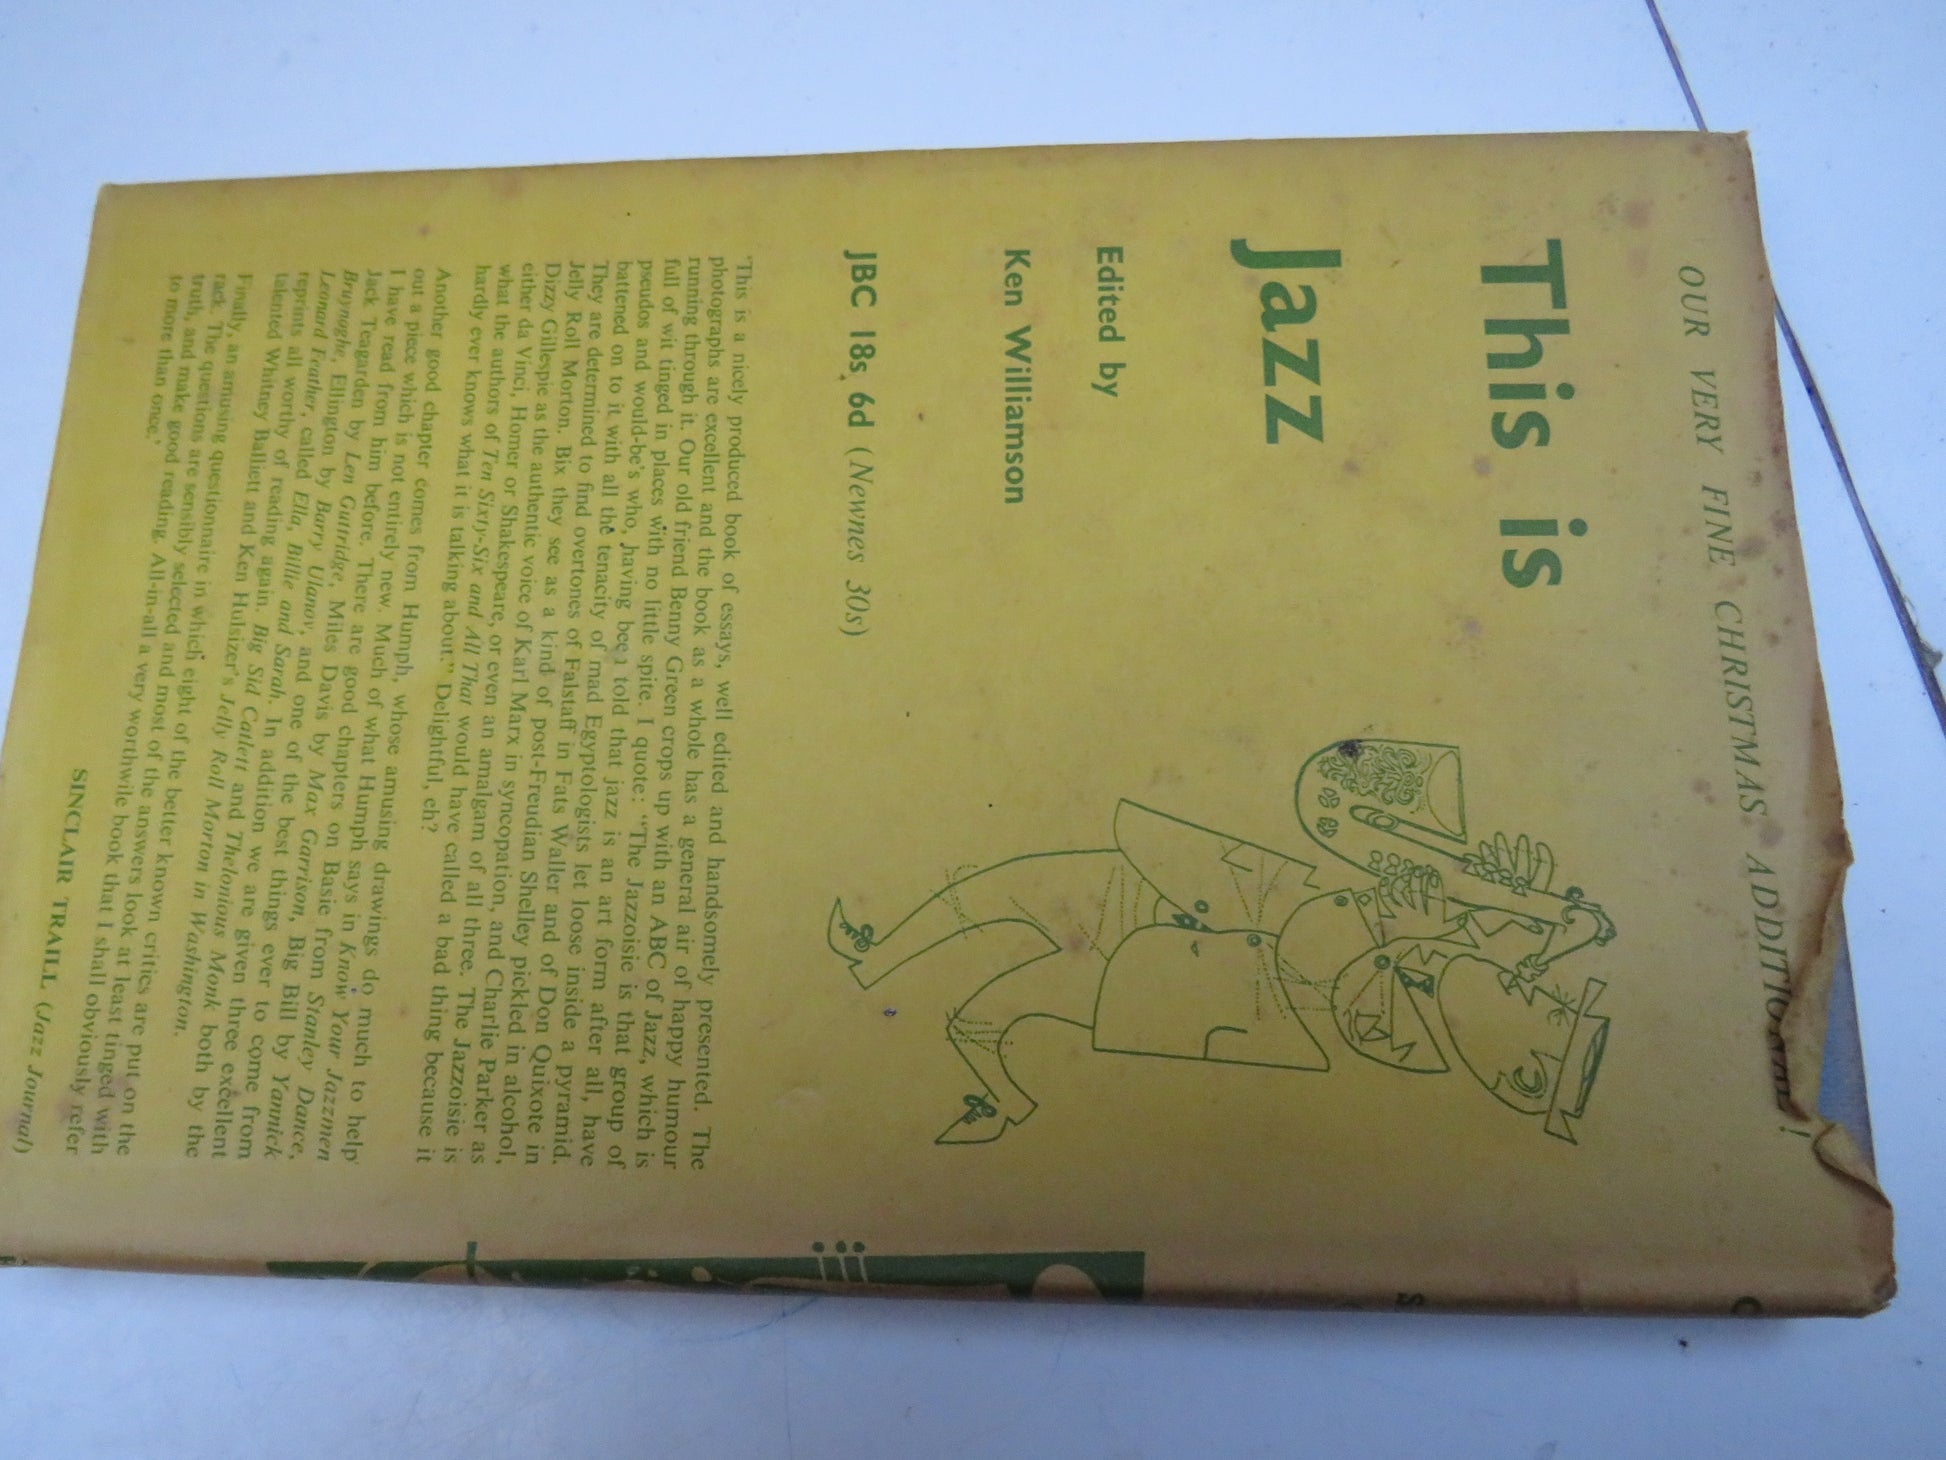 OUR VERY FINE CHRISTMAS ADDITIONAL!
This is
Jazz
Edited by
Ken Williamson
JBC 18s. 6d (Newnes 30s)
'This is a nicely produced book of essays, well edited and handsomely presented. The
photographs are excellent and the book as a whole has a general air of happy humour
running through it. Our old friend Benny Green crops up with an ABC of Jazz, which is
full of wit tinged in places with no little spite. I quote: "The Jazzoisie is that group of
pseudos and would-be's who, having been told that jazz is an art form after all, have
battened on to it with all the tenacity of mad Egyptologists let loose inside a pyramid.
They are determined to find overtones of Falstaff in Fats Waller and of Don Quixote in
Jelly Roll Morton. Bix they see as a kind of post-Freudian Shelley pickled in alcohol,
Dizzy Gillespie as the authentic voice of Karl Marx in syncopation, and Charlie Parker as
either da Vinci, Homer or Shakespeare, or even an amalgam of all three. The Jazzoisie is
what the authors of Ten Sixty-Six and All That would have called a bad thing because it
hardly ever knows what it is talking about." Delightful, eh?
Another good chapter comes from Humph, whose amusing drawings do much to help
out a piece which is not entirely new. Much of what Humph says in Know Your Jazzmen
I have read from him before. There are good chapters on Basie from Stanley Dance,
Jack Teagarden by Len Guttridge, Miles Davis by Max Garrison, Big Bill by Yannick
Bruynoghe, Ellington by Barry Ulanov, and one of the best things ever to come from
Leonard Feather, called Ella, Billie and Sarah. In addition we are given three excellent
reprints all worthy of reading again. Big Sid Catlett and Thelonious Monk both by the
talented Whitney Balliett and Ken Hulsizer's Jelly Roll Morton in Washington.
Finally, an amusing questionnaire in which eight of the better known critics are put on the
rack. The questions are sensibly selected and most of the answers look at least tinged with
truth, and make good reading. All-in-all a very worthwile book that I shall obviously refer
to more than once.'
SINCLAIR TRAILL (Jazz Journal)